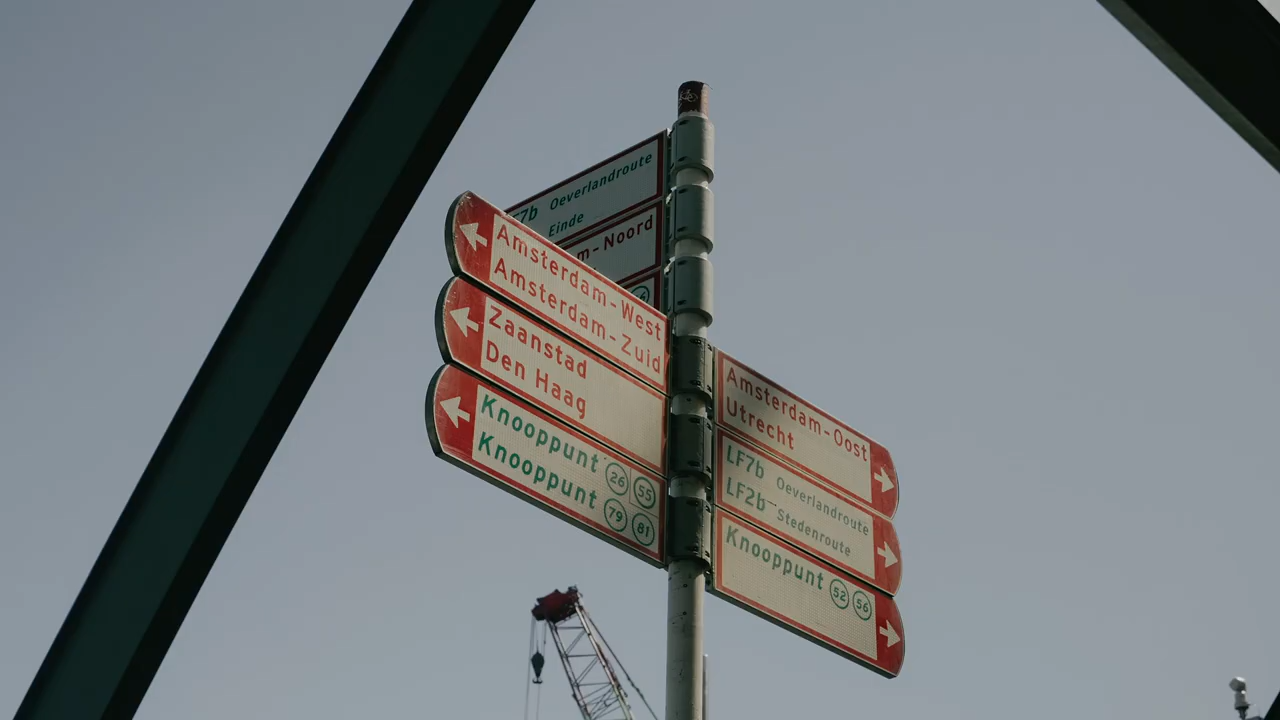 Oeverlandroute
Einde
Amsterdam-West
Amsterdam-Zuid
Zaanstad
Den Haag
Knooppunt 26 55
Knooppunt 79 81
Amsterdam-Oost
Utrecht
LF7b Oeverlandroute
LF2b Stedenroute
Knooppunt 52 56